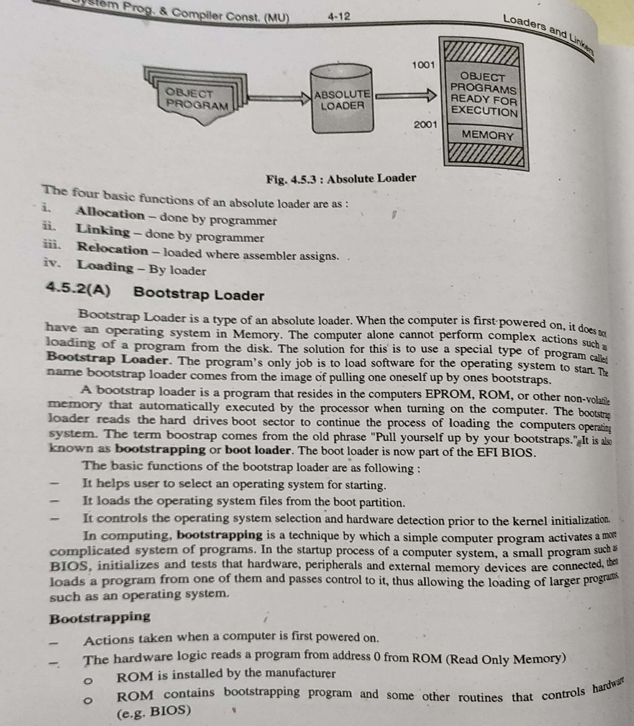 System Prog. & Compiler Const. (MU)
4-12
Loaders and Linkers
OBJECT
PROGRAM
ABSOLUTE
LOADER
1001
2001
OBJECT
PROGRAMS
READY FOR
EXECUTION
MEMORY
Fig. 4.5.3 : Absolute Loader
The four basic functions of an absolute loader are as :
i. Allocation – done by programmer
ii. Linking – done by programmer
iii. Relocation – loaded where assembler assigns.
iv. Loading – By loader
4.5.2(A) Bootstrap Loader
Bootstrap Loader is a type of an absolute loader. When the computer is first powered on, it does not
have an operating system in Memory. The computer alone cannot perform complex actions such as
loading of a program from the disk. The solution for this is to use a special type of program called
Bootstrap Loader. The program's only job is to load software for the operating system to start. The
name bootstrap loader comes from the image of pulling one oneself up by ones bootstraps.
A bootstrap loader is a program that resides in the computers EPROM, ROM, or other non-volatile
memory that automatically executed by the processor when turning on the computer. The bootstrap
loader reads the hard drives boot sector to continue the process of loading the computers operating
system. The term boostrap comes from the old phrase "Pull yourself up by your bootstraps." It is also
known as bootstrapping or boot loader. The boot loader is now part of the EFI BIOS.
The basic functions of the bootstrap loader are as following :
– It helps user to select an operating system for starting.
– It loads the operating system files from the boot partition.
– It controls the operating system selection and hardware detection prior to the kernel initialization.
In computing, bootstrapping is a technique by which a simple computer program activates a more
complicated system of programs. In the startup process of a computer system, a small program such as
BIOS, initializes and tests that hardware, peripherals and external memory devices are connected, then
loads a program from one of them and passes control to it, thus allowing the loading of larger programs,
such as an operating system.
Bootstrapping
– Actions taken when a computer is first powered on.
– The hardware logic reads a program from address 0 from ROM (Read Only Memory)
o ROM is installed by the manufacturer
o ROM contains bootstrapping program and some other routines that controls hardware
(e.g. BIOS)